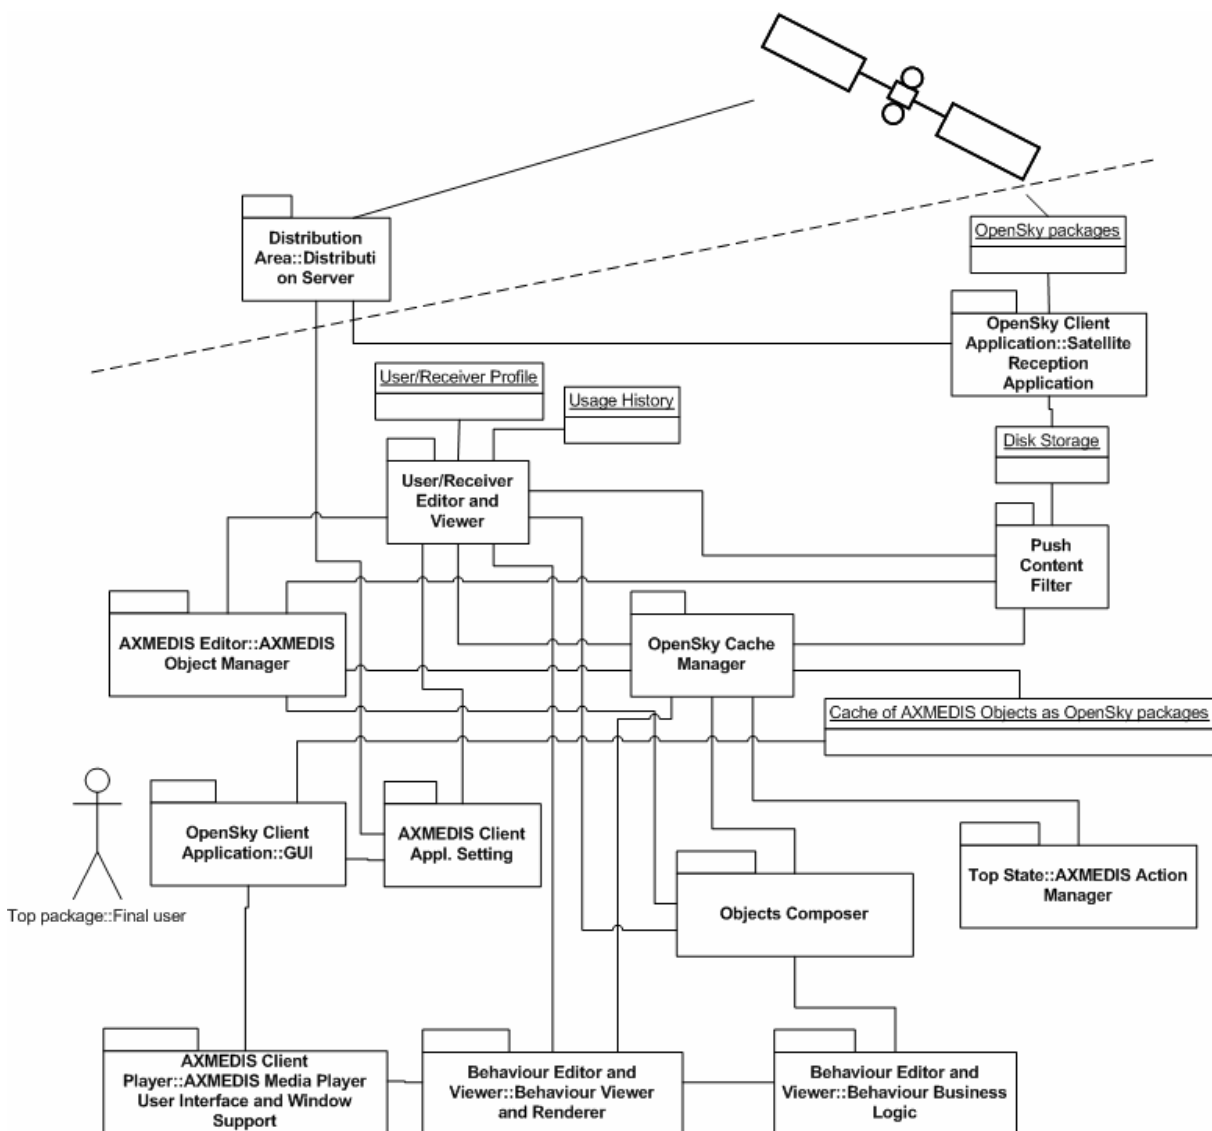 Distribution
Area::Distributi
on Server
OpenSky packages
OpenSky Client
Application::Satellite
Reception
Application
User/Receiver Profile
Usage History
Disk Storage
User/Receiver
Editor and
Viewer
Push
Content
Filter
AXMEDIS Editor::AXMEDIS
Object Manager
OpenSky Cache
Manager
Cache of AXMEDIS Objects as OpenSky packages
OpenSky Client
Application::GUI
AXMEDIS Client
Appl. Setting
Top State::AXMEDIS Action
Manager
Top package::Final user
Objects Composer
AXMEDIS Client
Player::AXMEDIS Media Player
User Interface and Window
Support
Behaviour Editor and
Viewer::Behaviour Viewer
and Renderer
Behaviour Editor and
Viewer::Behaviour Business
Logic